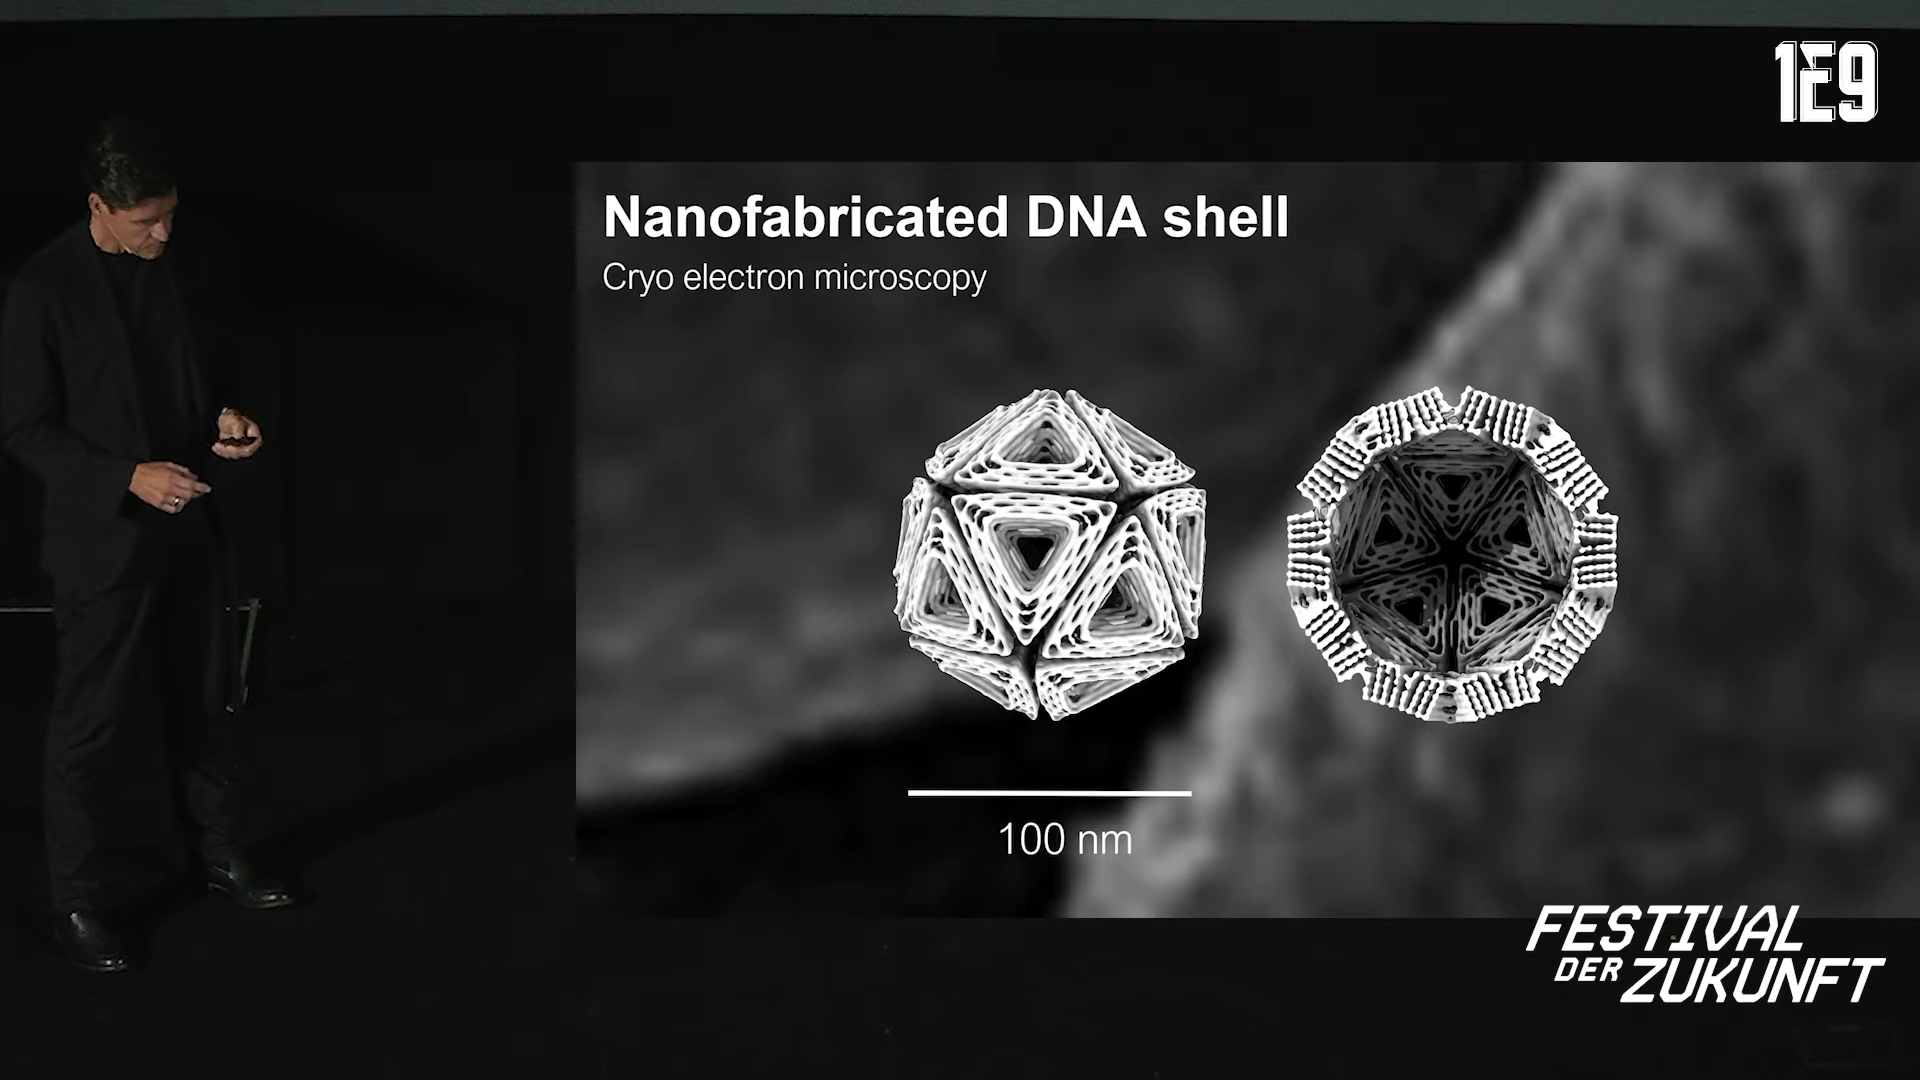 1E9
Nanofabricated DNA shell
Cryo electron microscopy
100 nm
FESTIVAL
DER ZUKUNFT